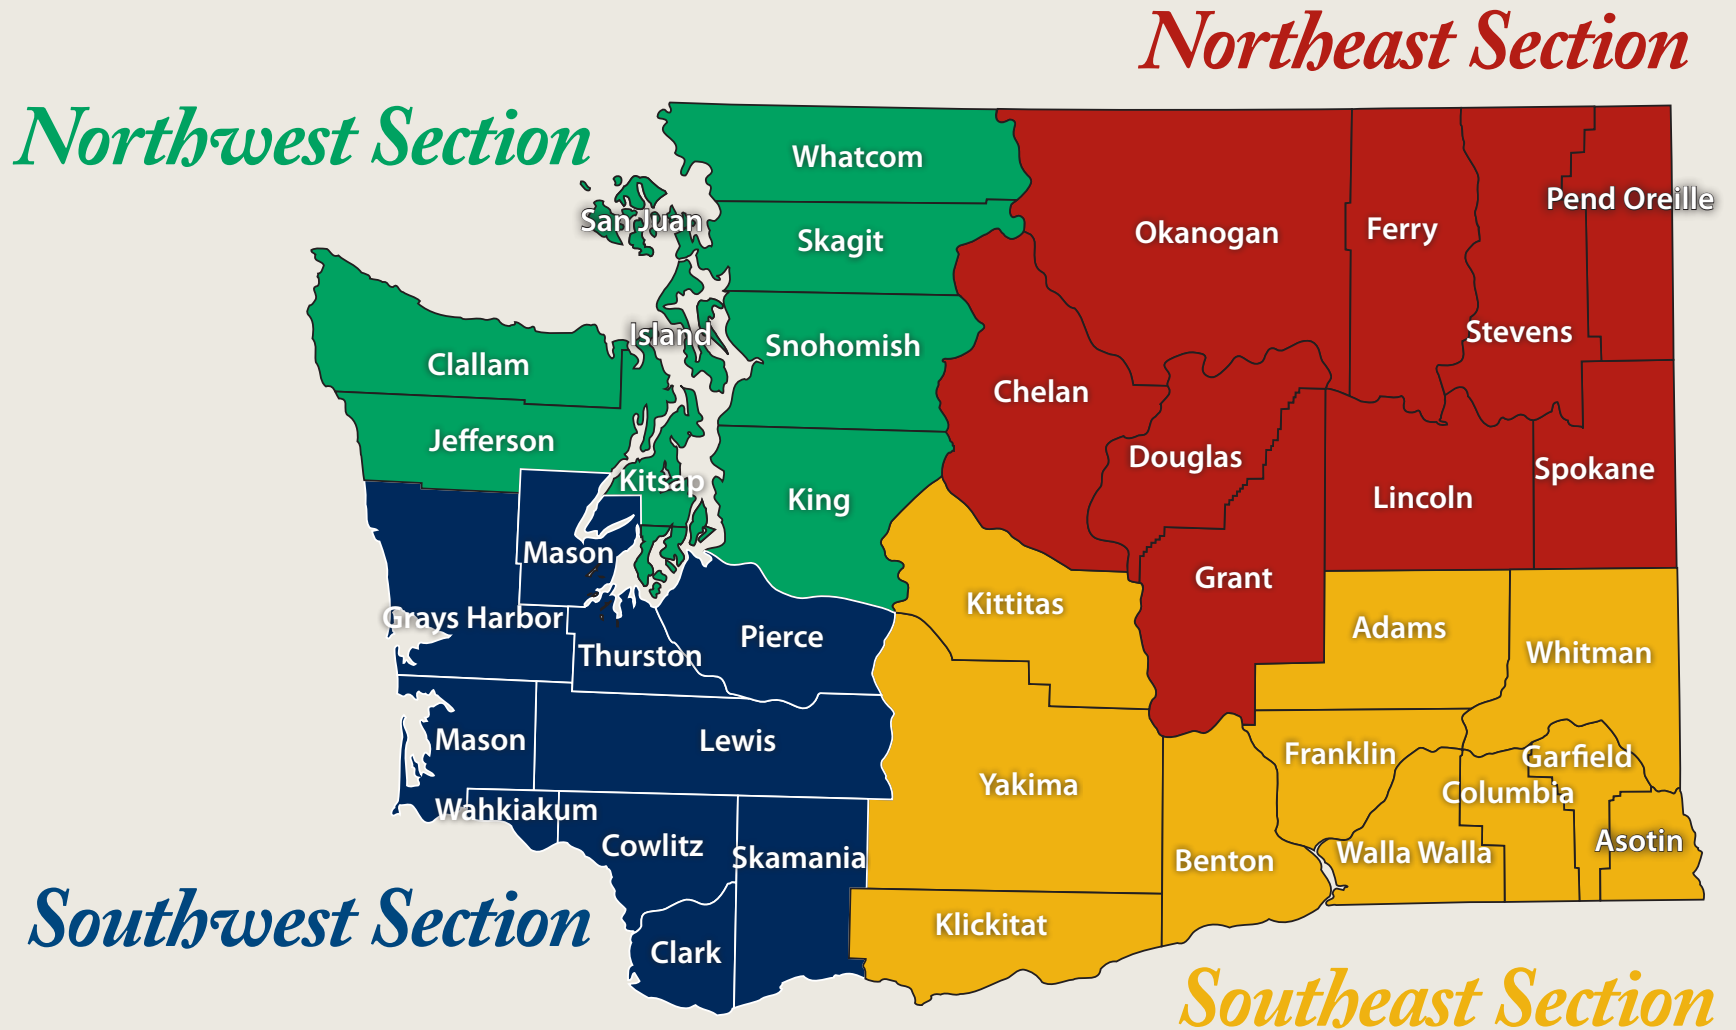 Northeast Section
Northwest Section
Whatcom
Pend Oreille
San Juan
Skagit
Okanogan
Ferry
Island
Stevens
Snohomish
Clallam
Chelan
Jefferson
Douglas
Spokane
Kitsap
King
Lincoln
Mason
Grant
Kittitas
Grays Harbor
Adams
Pierce
Thurston
Whitman
Mason
Lewis
Franklin
Garfield
Yakima
Columbia
Wahkiakum
Cowlitz
Asotin
Skamania
Benton
Walla Walla
Southwest Section
Klickitat
Clark
Southeast Section